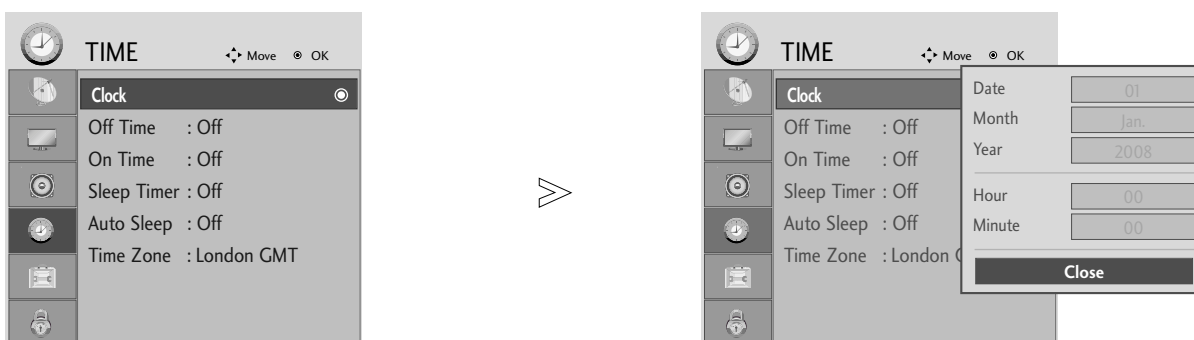 TIME Move OK
Clock
Off Time : Off
On Time : Off
Sleep Timer : Off
Auto Sleep : Off
Time Zone : London GMT
TIME Move OK
Clock
Off Time : Off
On Time : Off
Sleep Timer : Off
Auto Sleep : Off
Time Zone : London
Date 01
Month Jan.
Year 2008
Hour 00
Minute 00
Close